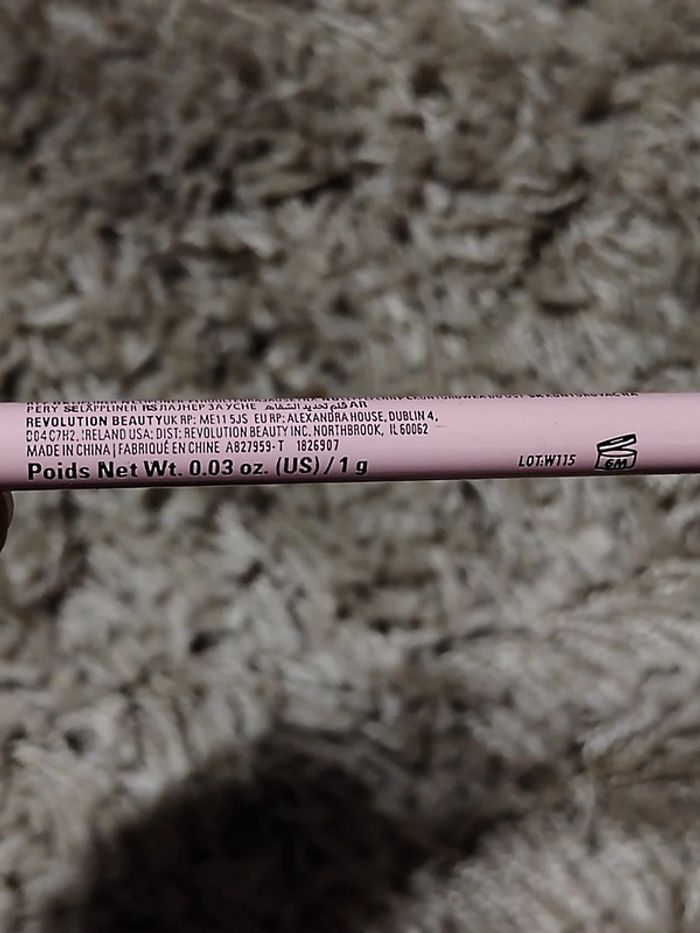 REVOLUTION BEAUTY UK RP: ME11 5JS EU RP: ALEXANDRA HOUSE, DUBLIN 4,
D04 C7H2, IRELAND USA: DIST: REVOLUTION BEAUTY INC. NORTHBROOK, IL 60062
MADE IN CHINA | FABRIQUÉ EN CHINE A827959-T 1826907
Poids Net Wt. 0.03 oz. (US) / 1 g
LOT:W115
6M